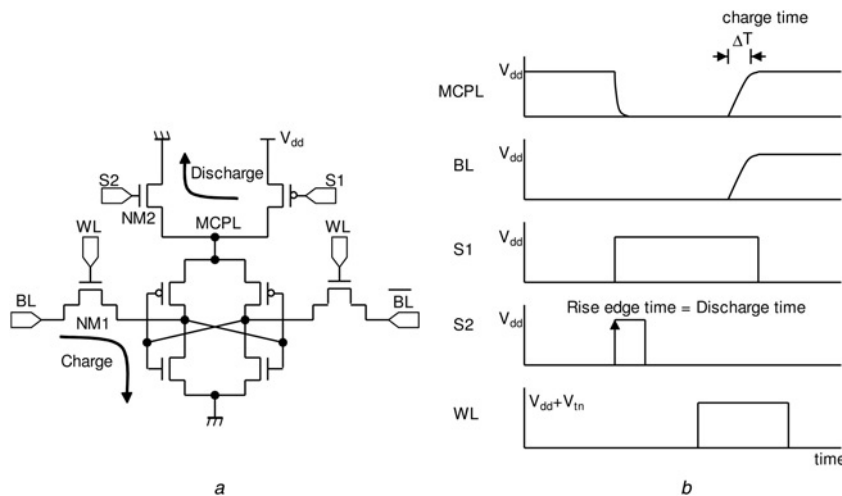 V_dd
S2
Discharge
S1
NM2
MCPL
WL
WL
BL
B̅L̅
NM1
Charge
a
charge time
ΔT
V_dd
MCPL
V_dd
BL
V_dd
S1
Rise edge time = Discharge time
V_dd
S2
V_dd+V_tn
WL
time
b